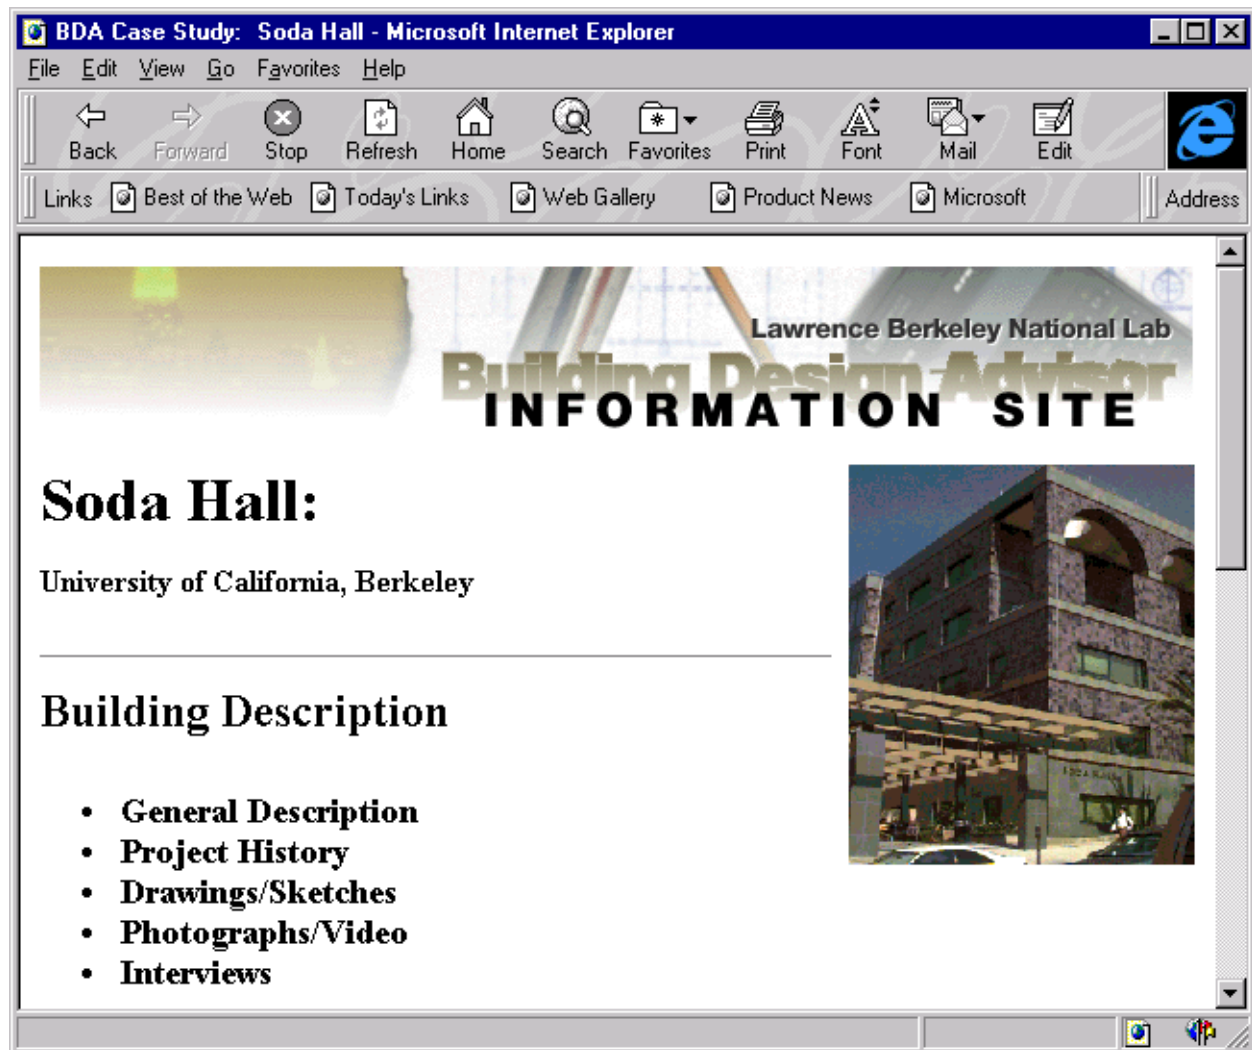 BDA Case Study: Soda Hall - Microsoft Internet Explorer
File Edit View Go Favorites Help
Back Forward Stop Refresh Home Search Favorites Print Font Mail Edit
Links Best of the Web Today's Links Web Gallery Product News Microsoft Address
Lawrence Berkeley National Lab
Building Design Advisor
INFORMATION SITE
Soda Hall:
University of California, Berkeley
Building Description
• General Description
• Project History
• Drawings/Sketches
• Photographs/Video
• Interviews